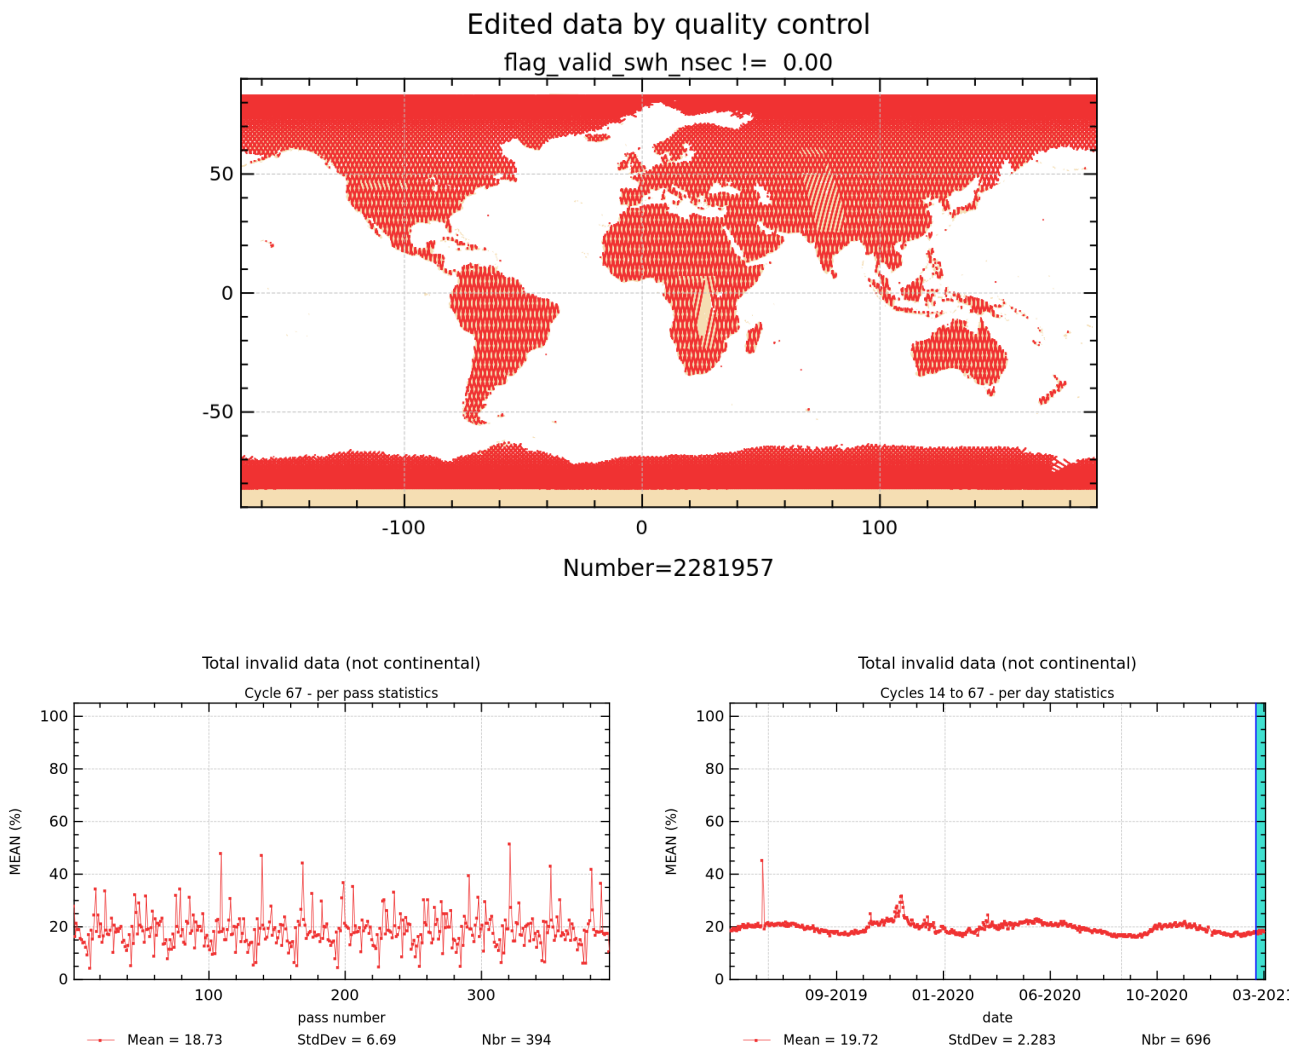 Edited data by quality control
flag_valid_swh_nsec !=  0.00
50
0
-50
-100
0
100
Number=2281957
Total invalid data (not continental)
Cycle 67 - per pass statistics
MEAN (%)
100
80
60
40
20
0
100
200
300
pass number
Mean = 18.73
StdDev = 6.69
Nbr = 394
Total invalid data (not continental)
Cycles 14 to 67 - per day statistics
MEAN (%)
100
80
60
40
20
0
09-2019
01-2020
06-2020
10-2020
03-2021
date
Mean = 19.72
StdDev = 2.283
Nbr = 696